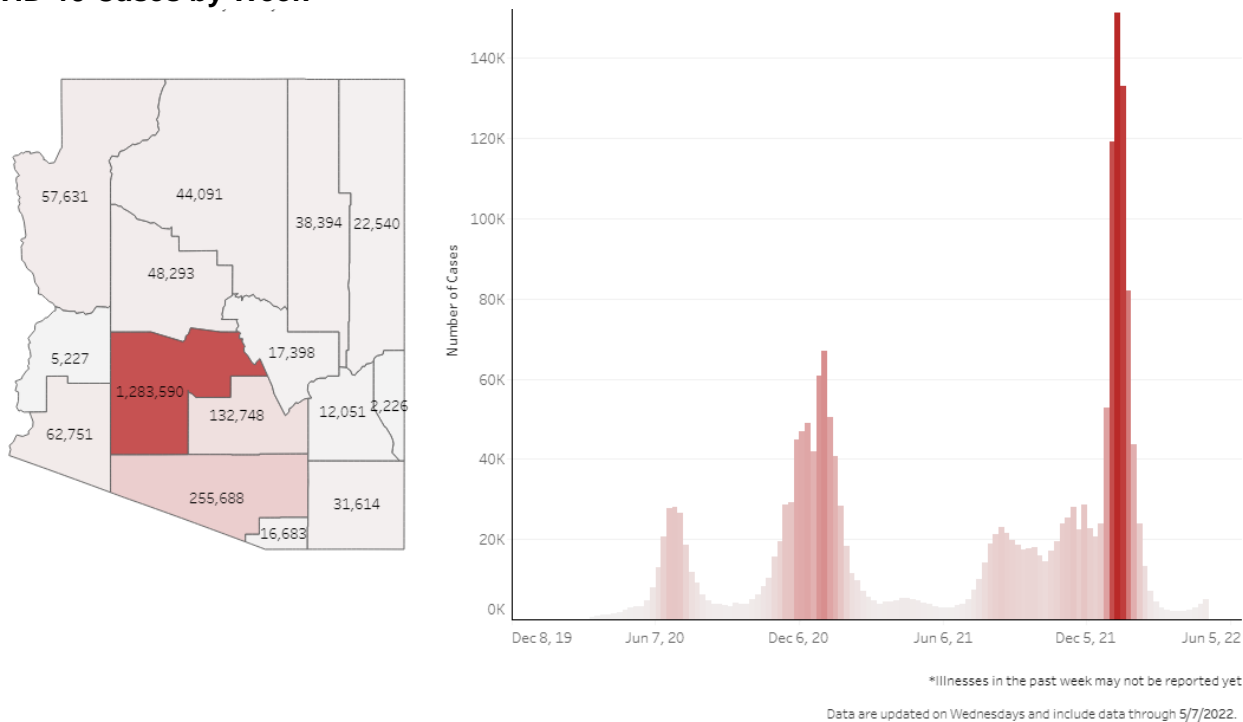 57,631
44,091
38,394
22,540
48,293
5,227
17,398
1,283,590
132,748
12,051
2,226
62,751
255,688
31,614
16,683
Number of Cases
140K
120K
100K
80K
60K
40K
20K
0K
Dec 8, 19
Jun 7, 20
Dec 6, 20
Jun 6, 21
Dec 5, 21
Jun 5, 22
*Illnesses in the past week may not be reported yet
Data are updated on Wednesdays and include data through 5/7/2022.